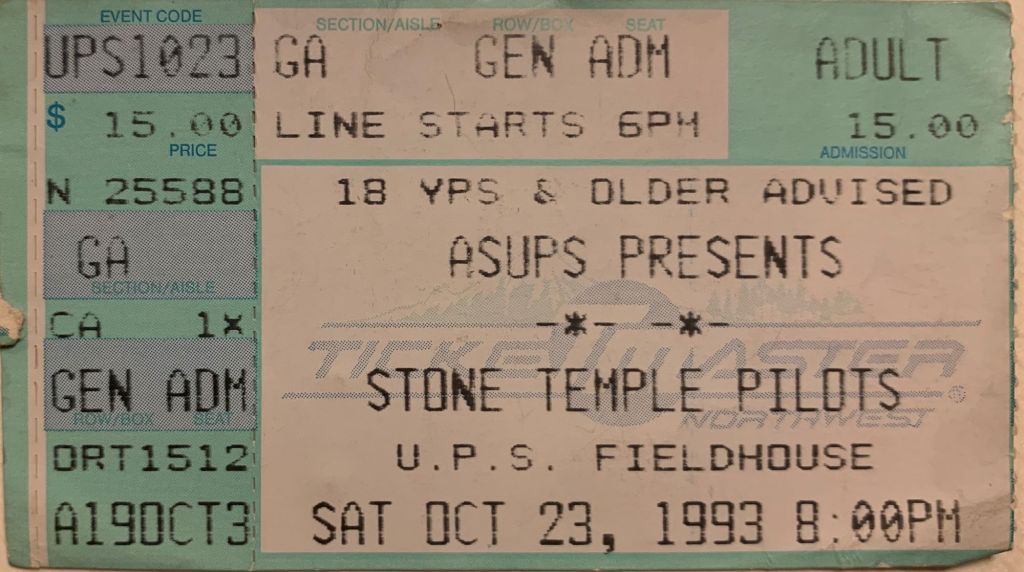 EVENT CODE
UPS1023
$ 15.00
PRICE
N 25588
GA
SECTION/AISLE
CA 1X
GEN ADM
ROW/BOX SEAT
ORT1512
A19OCT3
SECTION/AISLE ROW/BOX SEAT
GA GEN ADM ADULT
LINE STARTS 6PM 15.00
ADMISSION
18 YRS & OLDER ADVISED
ASUPS PRESENTS
-*- -*-
TICKETMASTER
STONE TEMPLE PILOTS
NORTHWEST
U.P.S. FIELDHOUSE
SAT OCT 23, 1993 8:00PM